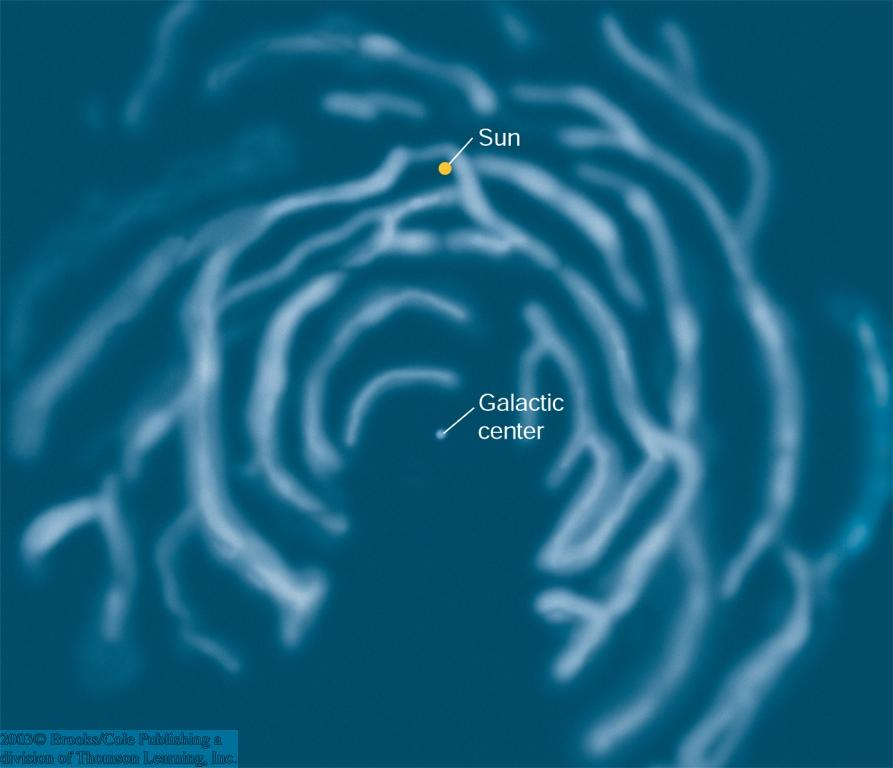 Sun
Galactic
center
2003© Brooks/Cole Publishing a
division of Thomson Learning, Inc.